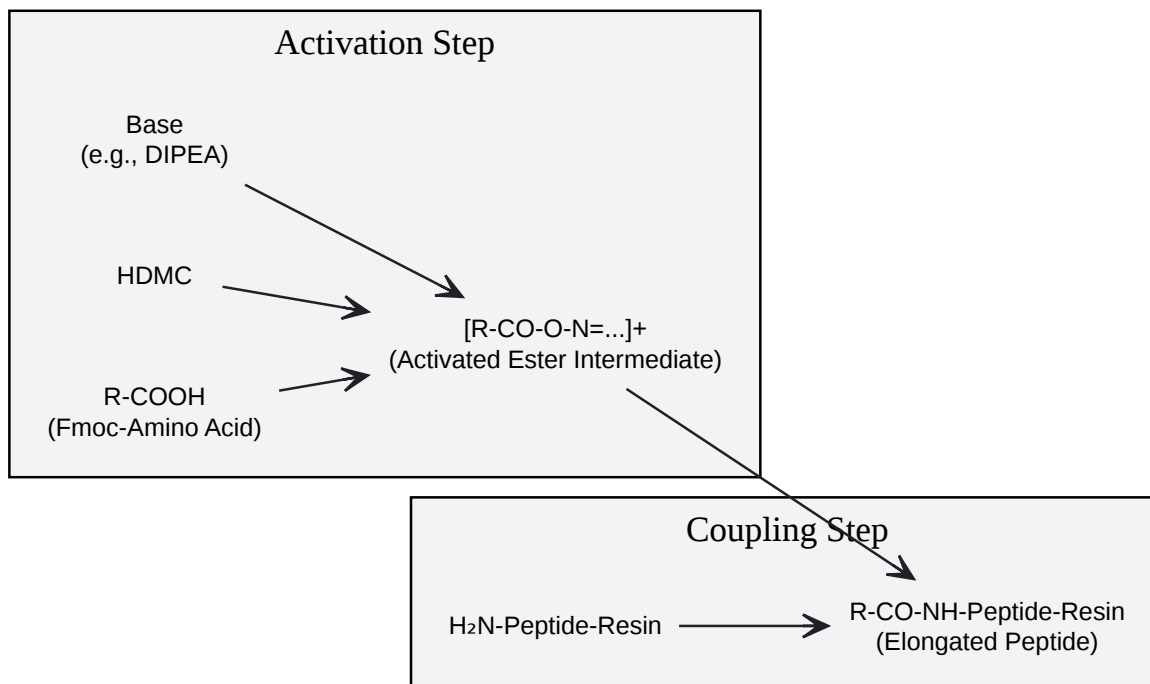 Activation Step
Base
(e.g., DIPEA)
HDMC
[R-CO-O-N=...]+
(Activated Ester Intermediate)
R-COOH
(Fmoc-Amino Acid)
Coupling Step
H₂N-Peptide-Resin
R-CO-NH-Peptide-Resin
(Elongated Peptide)